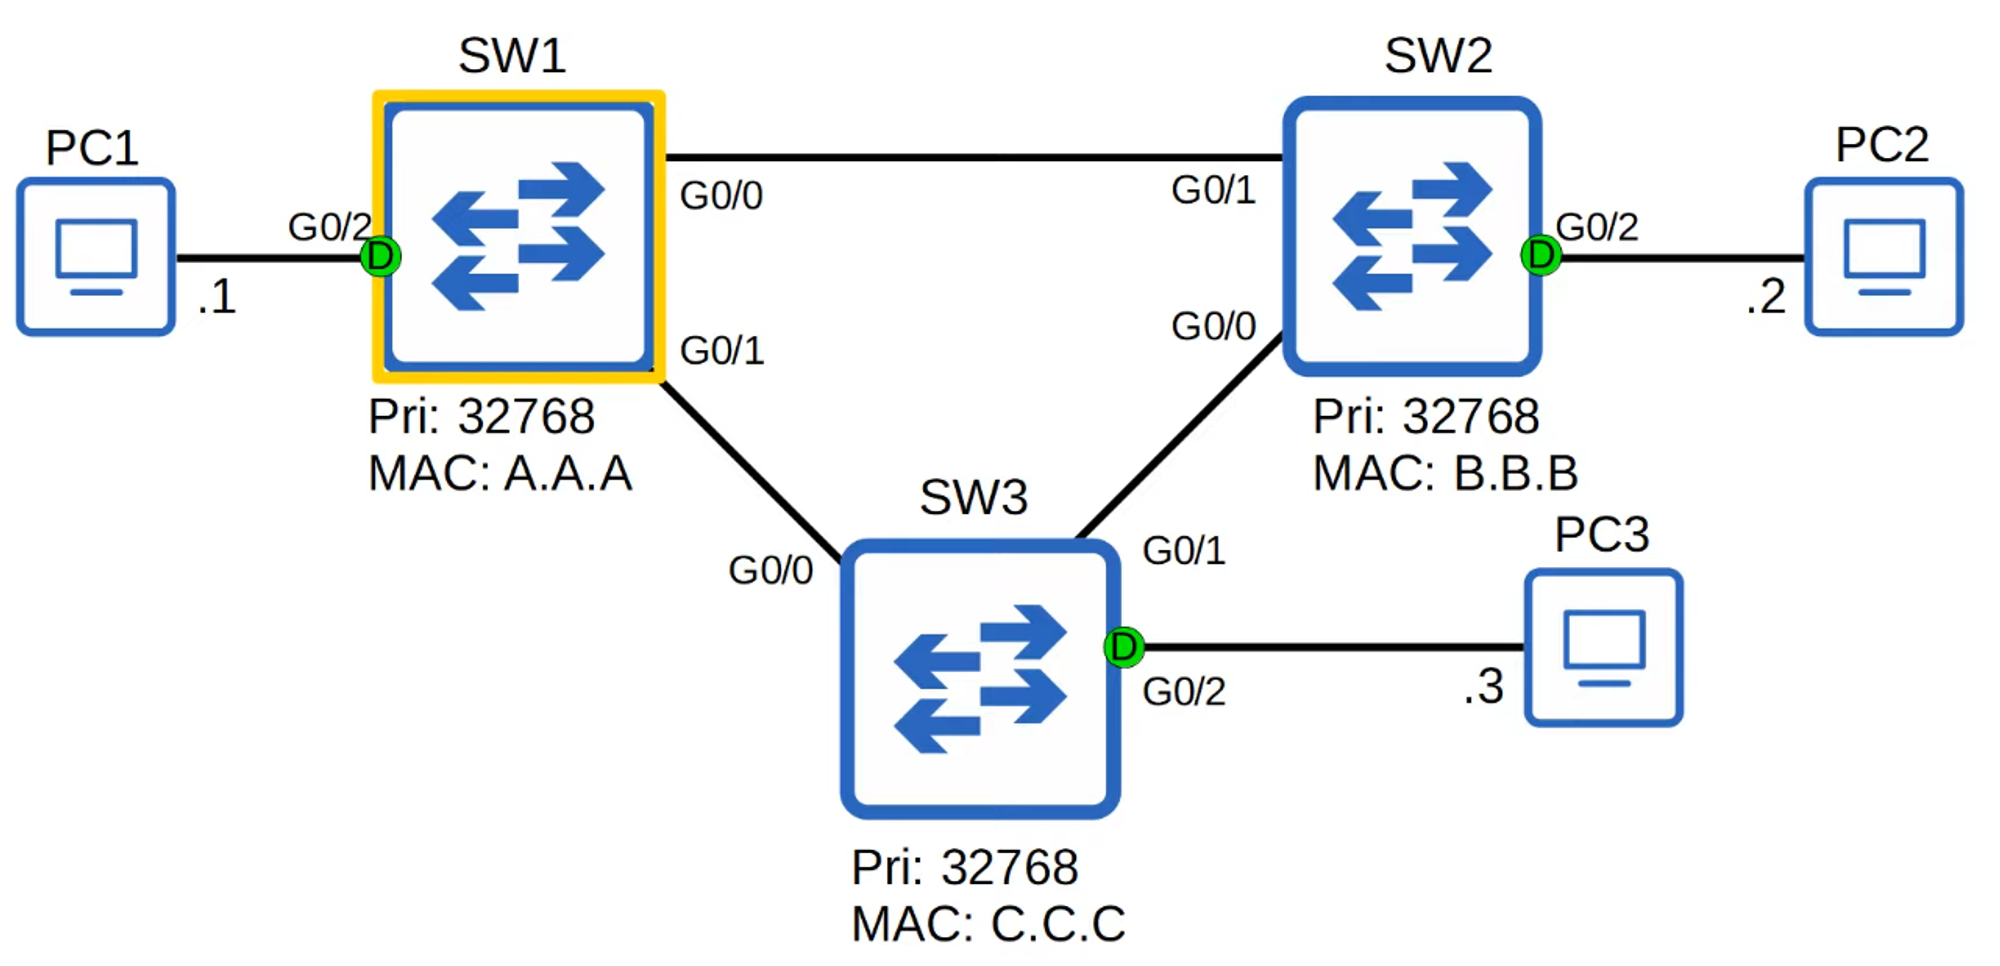 SW1
SW2
PC1
PC2
G0/0
G0/1
G0/2
D
D
G0/2
.1
.2
G0/1
G0/0
Pri: 32768
MAC: A.A.A
Pri: 32768
MAC: B.B.B
SW3
PC3
G0/0
G0/1
D
G0/2
.3
Pri: 32768
MAC: C.C.C